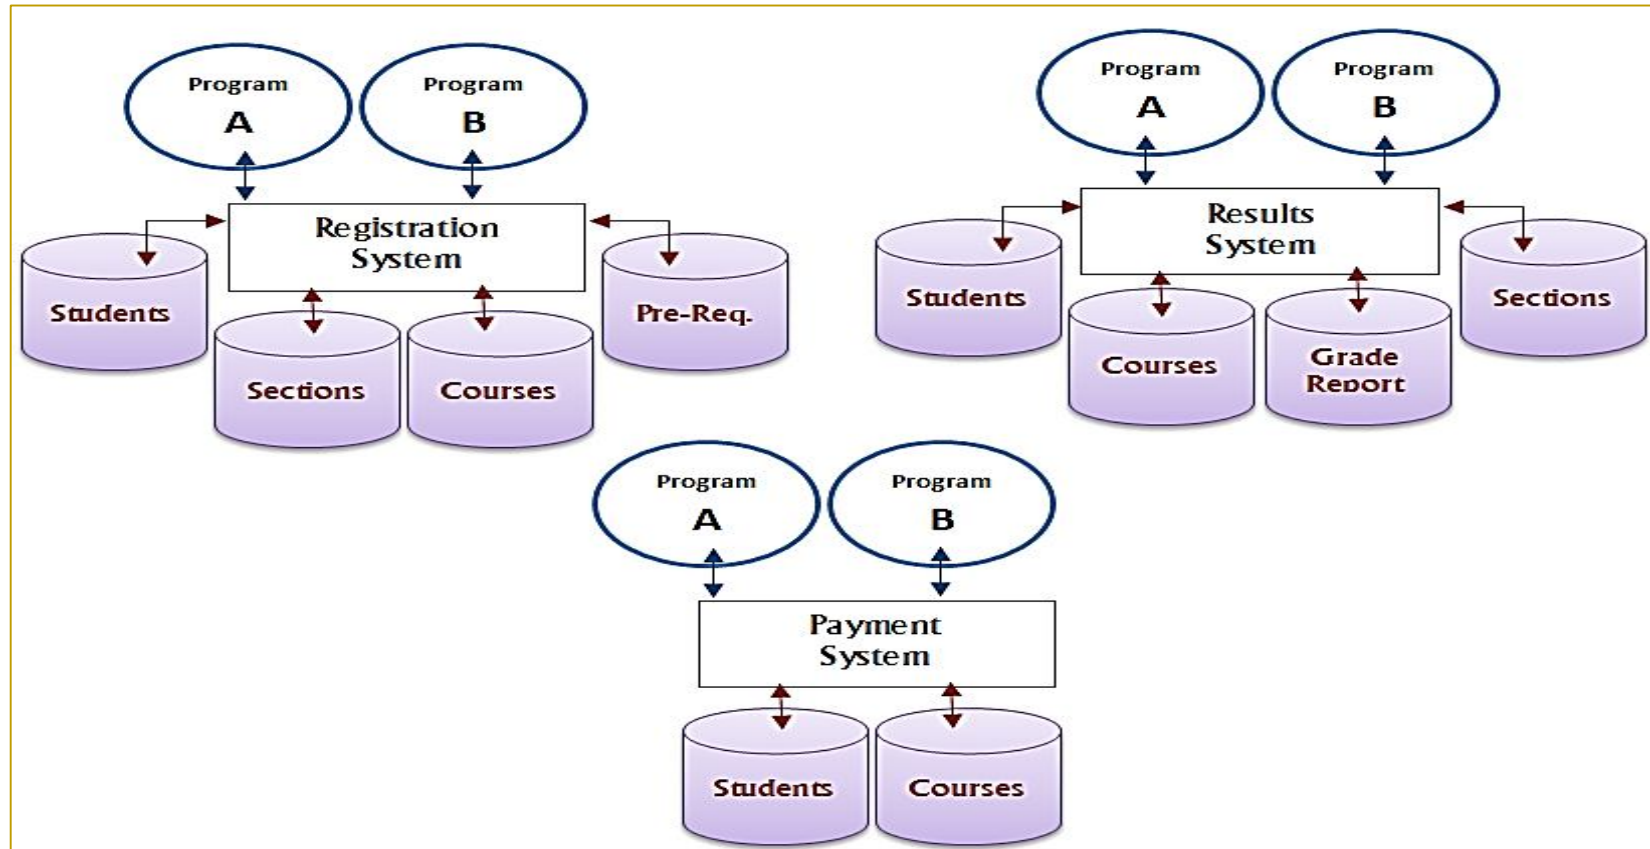 Program
A
Program
B
Registration
System
Students
Sections
Courses
Pre-Req.
Program
A
Program
B
Results
System
Students
Courses
Grade
Report
Sections
Program
A
Program
B
Payment
System
Students
Courses